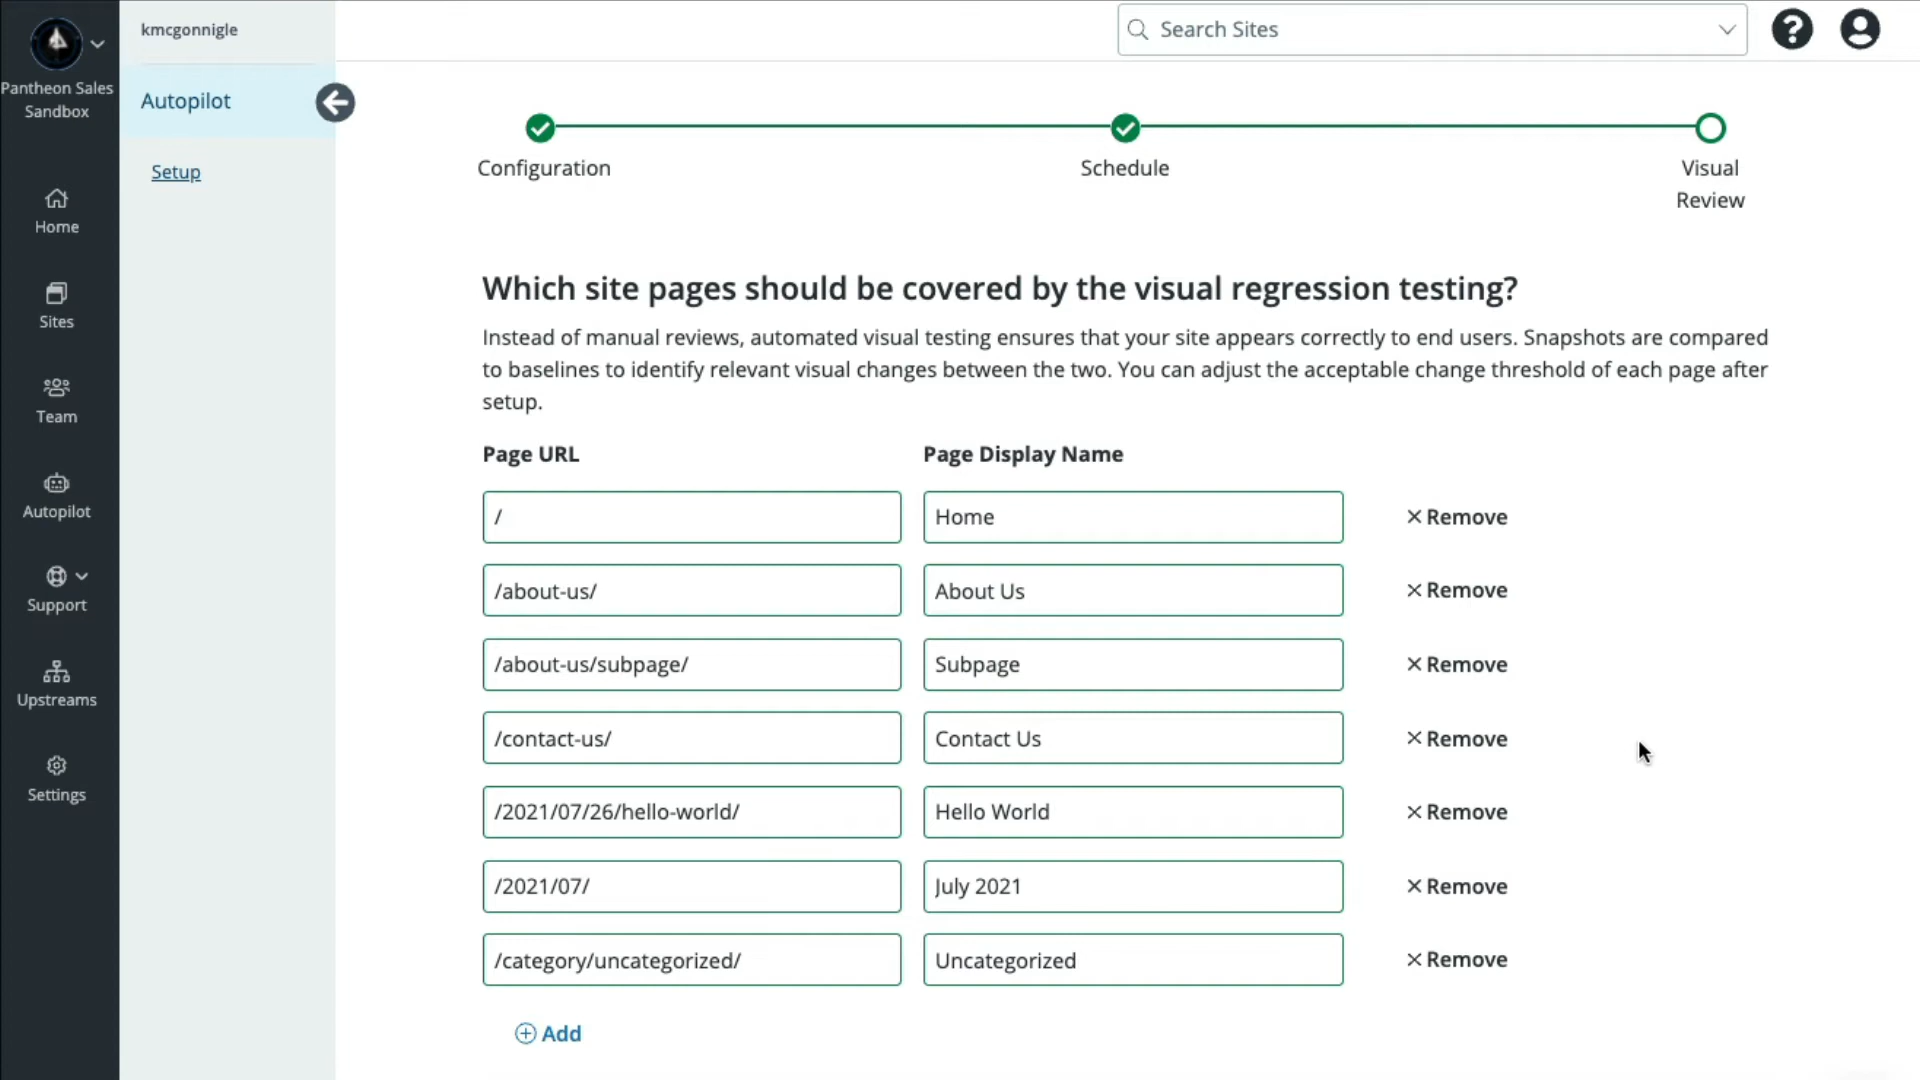 Pantheon Sales
Sandbox
Home
Sites
Team
Autopilot
Support
Upstreams
Settings
kmcgonnigle
Autopilot
Setup
Search Sites
Configuration
Schedule
Visual
Review
Which site pages should be covered by the visual regression testing?
Instead of manual reviews, automated visual testing ensures that your site appears correctly to end users. Snapshots are compared
to baselines to identify relevant visual changes between the two. You can adjust the acceptable change threshold of each page after
setup.
Page URL Page Display Name
/ Home Remove
/about-us/ About Us Remove
/about-us/subpage/ Subpage Remove
/contact-us/ Contact Us Remove
/2021/07/26/hello-world/ Hello World Remove
/2021/07/ July 2021 Remove
/category/uncategorized/ Uncategorized Remove
Add